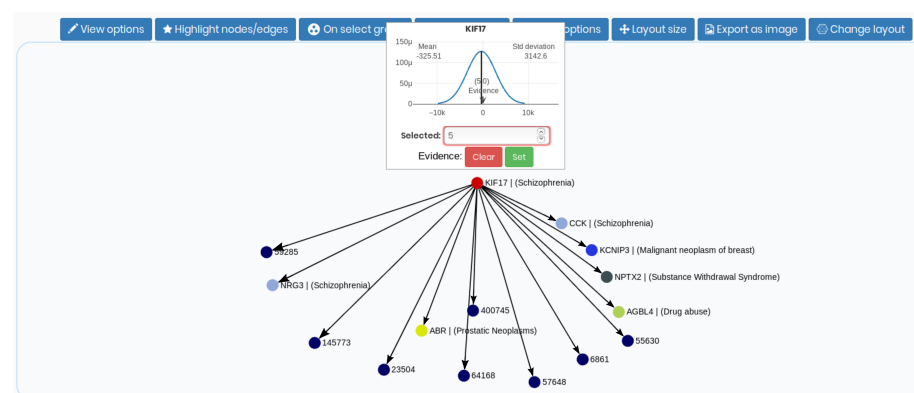 View options
Highlight nodes/edges
On select gr
ptions
Layout size
Export as image
Change layout
KIF17
150µ
Mean
-325.51
Std deviation
3142.6
100µ
50µ
(5,0)
Evidence
0
−10k
0
10k
Selected: 5
Evidence: Clear Set
KIF17 | (Schizophrenia)
CCK | (Schizophrenia)
59285
KCNIP3 | (Malignant neoplasm of breast)
NPTX2 | (Substance Withdrawal Syndrome)
NRG3 | (Schizophrenia)
400745
AGBL4 | (Drug abuse)
ABR | (Prostatic Neoplasms)
145773
55630
6861
23504
64168
57648